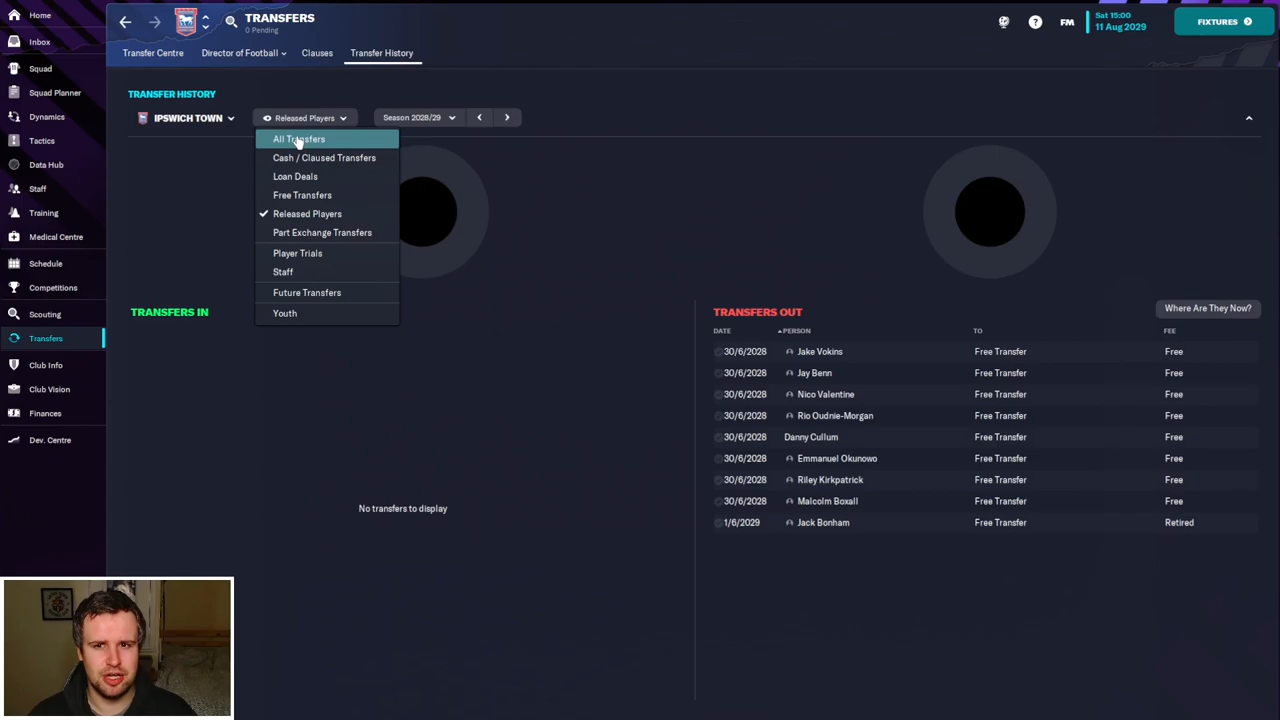 Home
Inbox
Squad
Squad Planner
Dynamics
Tactics
Data Hub
Staff
Training
Medical Centre
Schedule
Competitions
Scouting
Transfers
Club Info
Club Vision
Finances
Dev. Centre
TRANSFERS
0 Pending
FM
Sat 15:00
11 Aug 2029
FIXTURES
Transfer Centre
Director of Football
Clauses
Transfer History
TRANSFER HISTORY
IPSWICH TOWN
Released Players
Season 2028/29
All Transfers
Cash / Claused Transfers
Loan Deals
Free Transfers
Released Players
Part Exchange Transfers
Player Trials
Staff
Future Transfers
Youth
TRANSFERS IN
No transfers to display
TRANSFERS OUT
Where Are They Now?
DATE PERSON TO FEE
30/6/2028 Jake Vokins Free Transfer Free
30/6/2028 Jay Benn Free Transfer Free
30/6/2028 Nico Valentine Free Transfer Free
30/6/2028 Rio Oudnie-Morgan Free Transfer Free
30/6/2028 Danny Cullum Free Transfer Free
30/6/2028 Emmanuel Okunowo Free Transfer Free
30/6/2028 Riley Kirkpatrick Free Transfer Free
30/6/2028 Malcolm Boxall Free Transfer Free
1/6/2029 Jack Bonham Free Transfer Retired